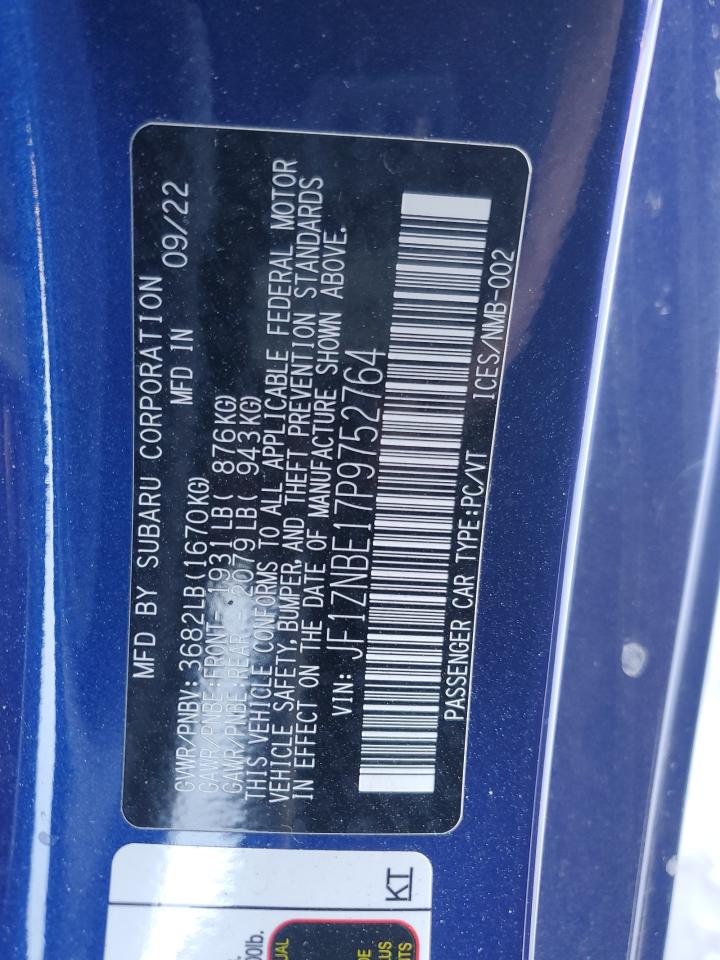 MFD BY SUBARU CORPORATION
MFD IN 09/22
GVWR/PNBV: 3682LB(1670KG)
GAWR/PNBE:FRONT 1931LB( 876KG)
GAWR/PNBE:REAR 2079LB( 943KG)
THIS VEHICLE CONFORMS TO ALL APPLICABLE FEDERAL MOTOR
VEHICLE SAFETY, BUMPER, AND THEFT PREVENTION STANDARDS
IN EFFECT ON THE DATE OF MANUFACTURE SHOWN ABOVE.
VIN: JF1ZNBE17P9752764
PASSENGER CAR TYPE:PC/VT ICES/NMB-002
KT